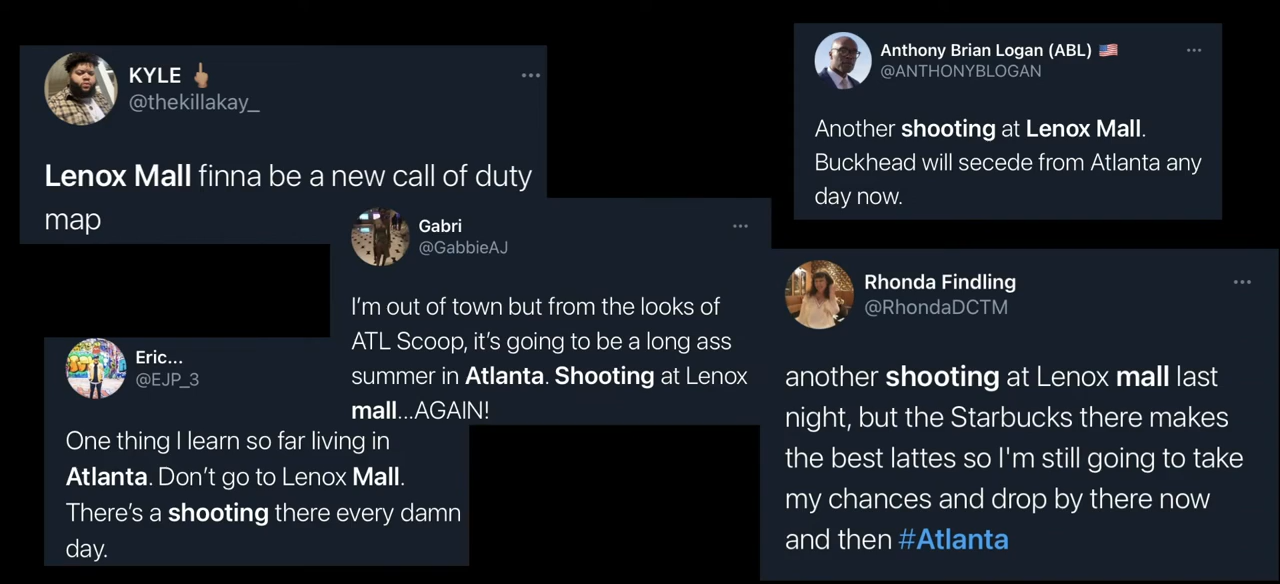 KYLE 🖕🏽
@thekillakay_
Lenox Mall finna be a new call of duty
map
Anthony Brian Logan (ABL) 🇺🇸
@ANTHONYBLOGAN
Another shooting at Lenox Mall.
Buckhead will secede from Atlanta any
day now.
Gabri
@GabbieAJ
I'm out of town but from the looks of
ATL Scoop, it's going to be a long ass
summer in Atlanta. Shooting at Lenox
mall...AGAIN!
Rhonda Findling
@RhondaDCTM
another shooting at Lenox mall last
night, but the Starbucks there makes
the best lattes so I'm still going to take
my chances and drop by there now
and then #Atlanta
Eric...
@EJP_3
One thing I learn so far living in
Atlanta. Don't go to Lenox Mall.
There's a shooting there every damn
day.